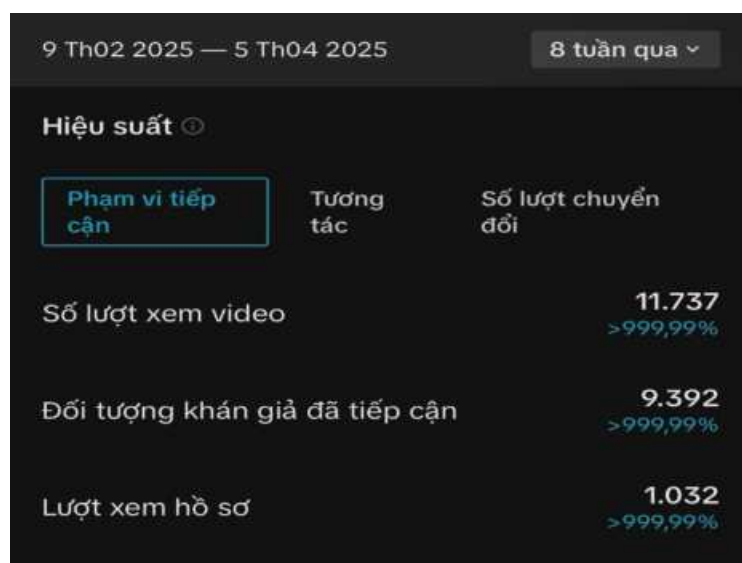 9 Th02 2025 — 5 Th04 2025
8 tuần qua
Hiệu suất
Phạm vi tiếp cận
Tương tác
Số lượt chuyển đổi
Số lượt xem video
11.737
>999,99%
Đối tượng khán giả đã tiếp cận
9.392
>999,99%
Lượt xem hồ sơ
1.032
>999,99%